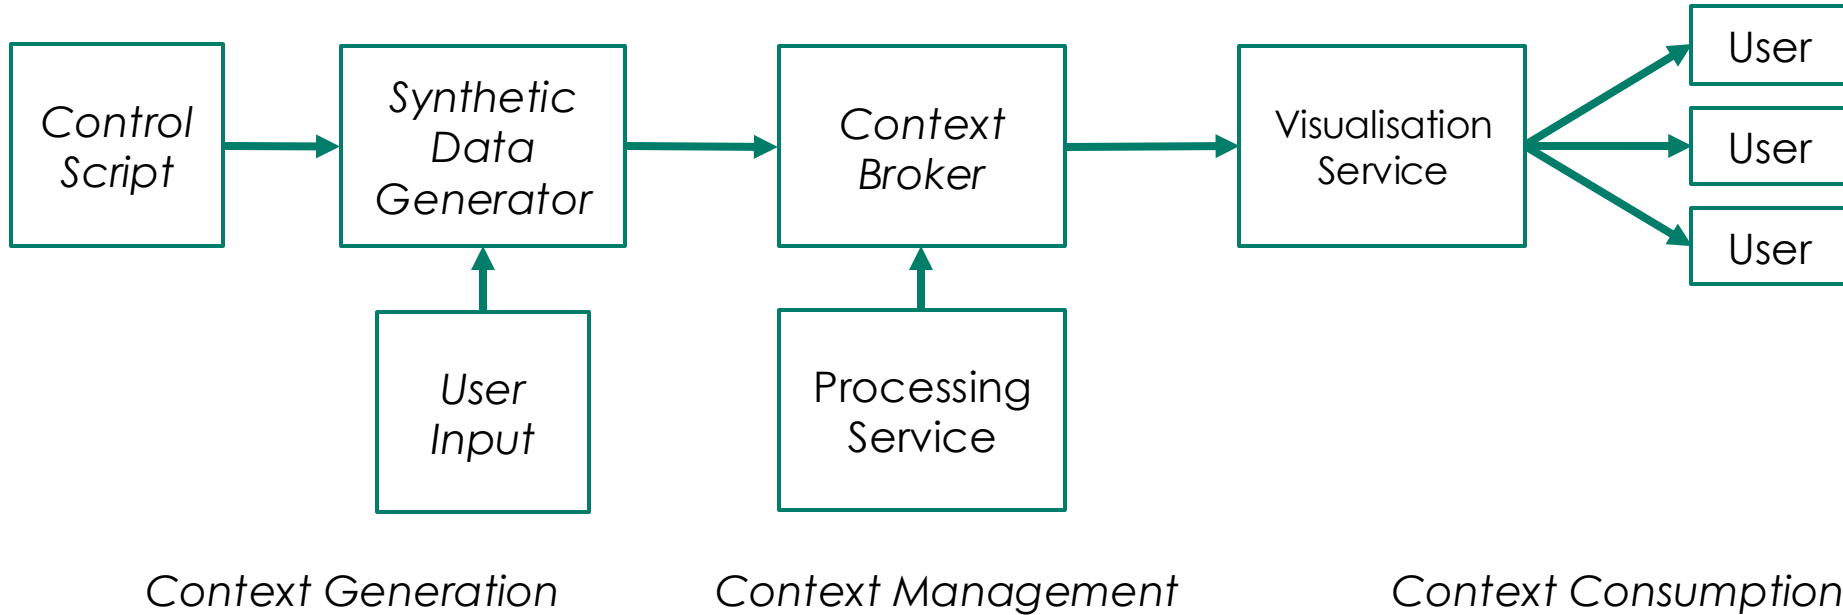 Control
Script
Synthetic
Data
Generator
Context
Broker
Visualisation
Service
User
User
User
User
Input
Processing
Service
Context Generation
Context Management
Context Consumption